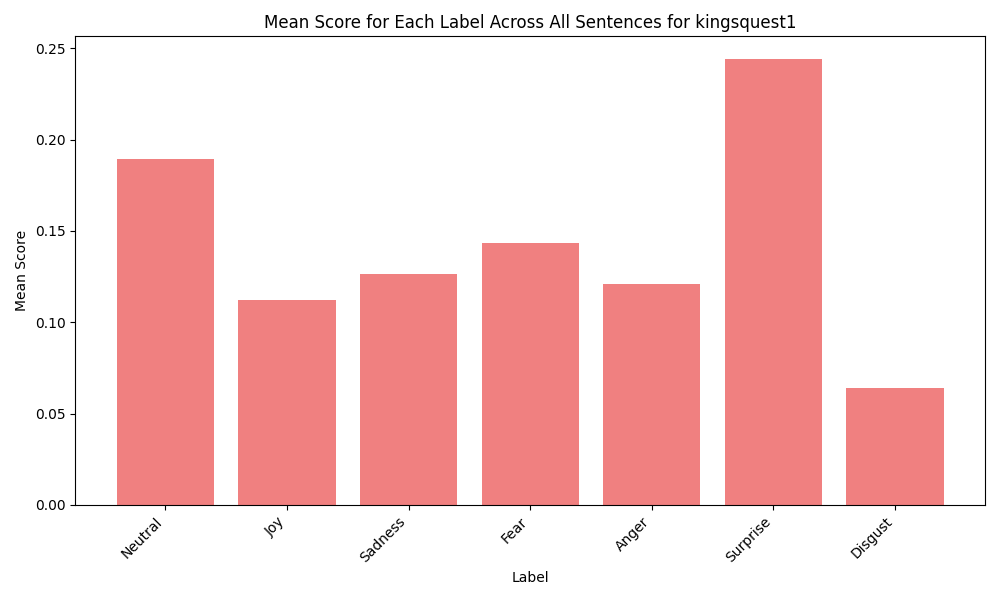 Mean Score for Each Label Across All Sentences for kingsquest1
Mean Score
0.25
0.20
0.15
0.10
0.05
0.00
Neutral
Joy
Sadness
Fear
Anger
Surprise
Disgust
Label